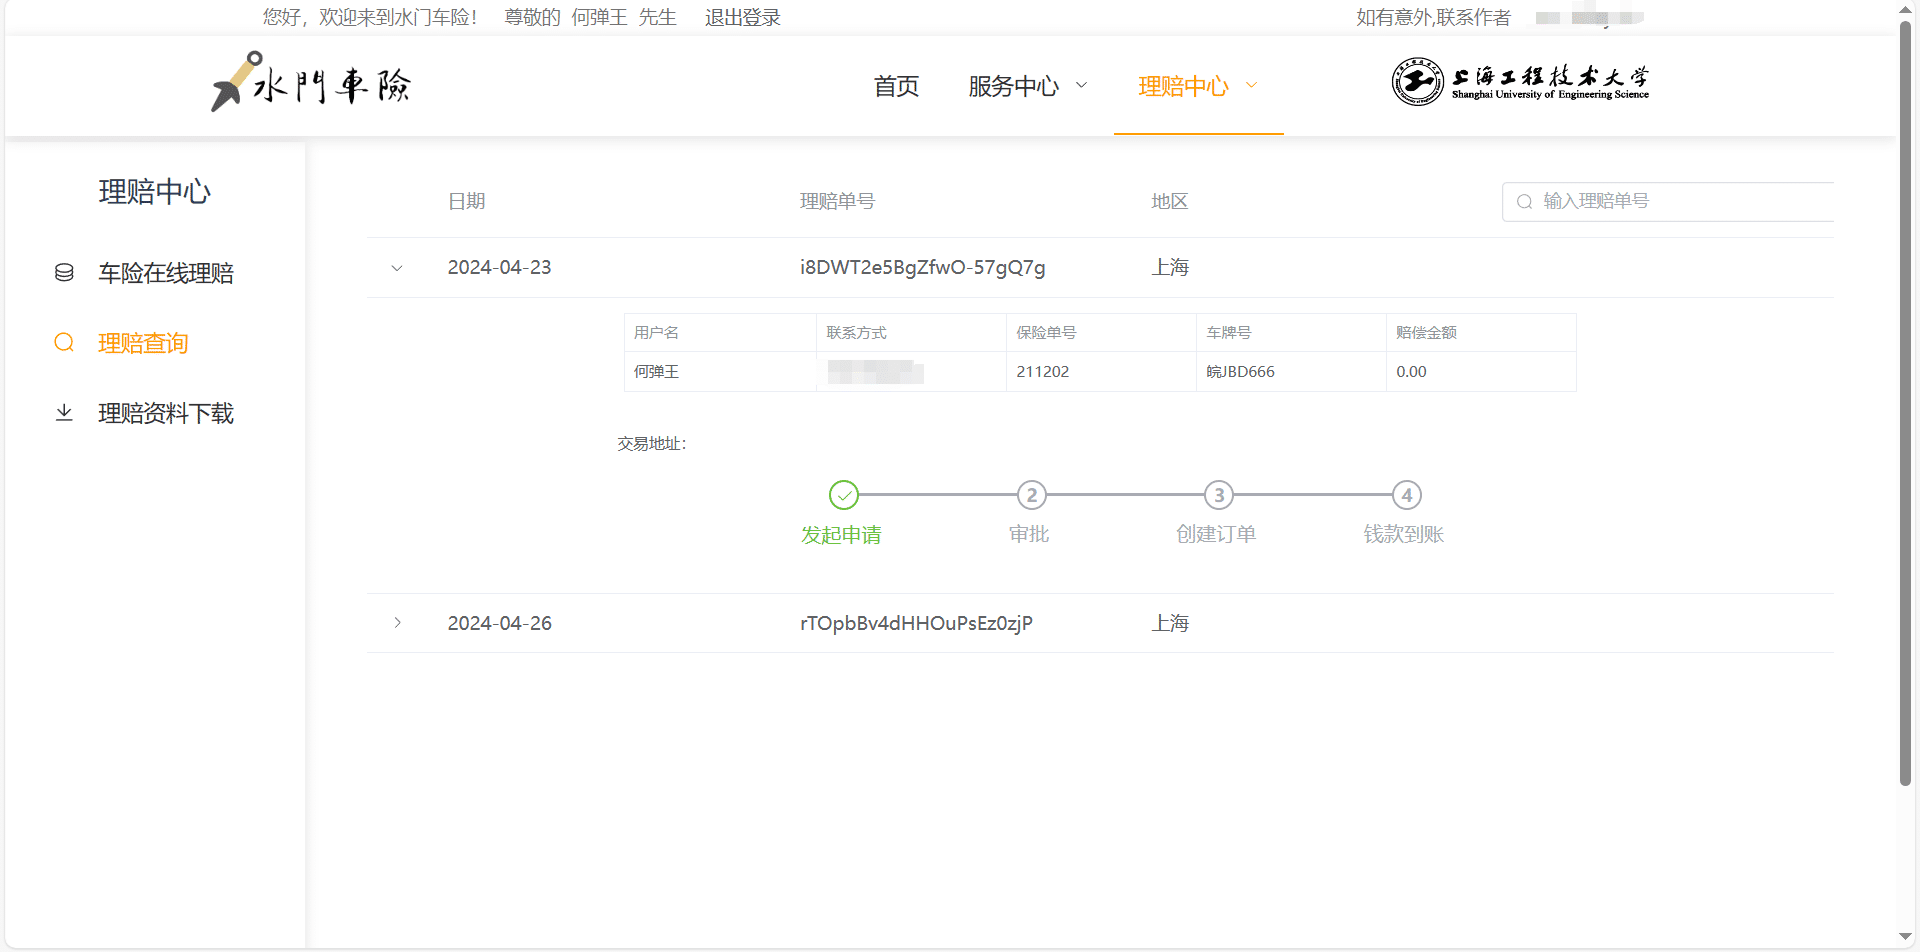 您好，欢迎来到水门车险！ 尊敬的 何弹王 先生 退出登录 如有意外,联系作者
水門車險 首页 服务中心 理赔中心 上海工程技术大学
Shanghai University of Engineering Science
理赔中心
车险在线理赔
理赔查询
理赔资料下载
日期 理赔单号 地区 输入理赔单号
2024-04-23 i8DWT2e5BgZfwO-57gQ7g 上海
用户名 联系方式 保险单号 车牌号 赔偿金额
何弹王 211202 皖JBD666 0.00
交易地址：
2 3 4
发起申请 审批 创建订单 钱款到账
2024-04-26 rTOpbBv4dHHOuPsEz0zjP 上海